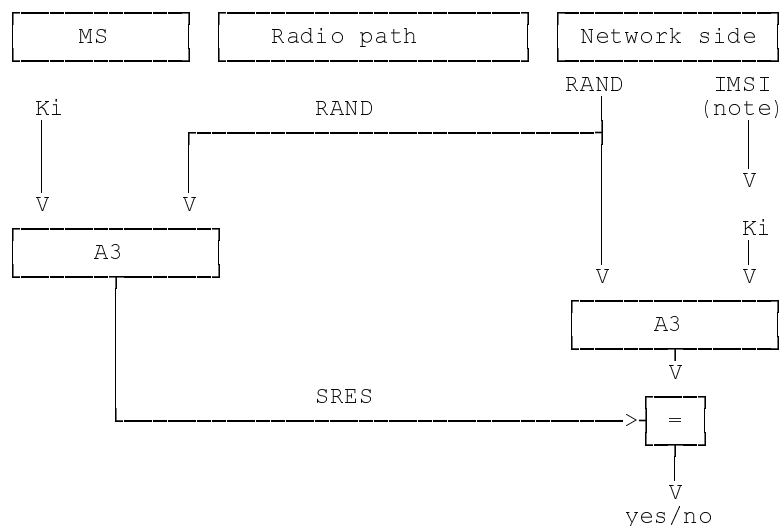 MS Radio path Network side
RAND IMSI
Ki RAND (note)
V
V V
Ki
A3
V V
A3
V
SRES
> =
V
yes/no